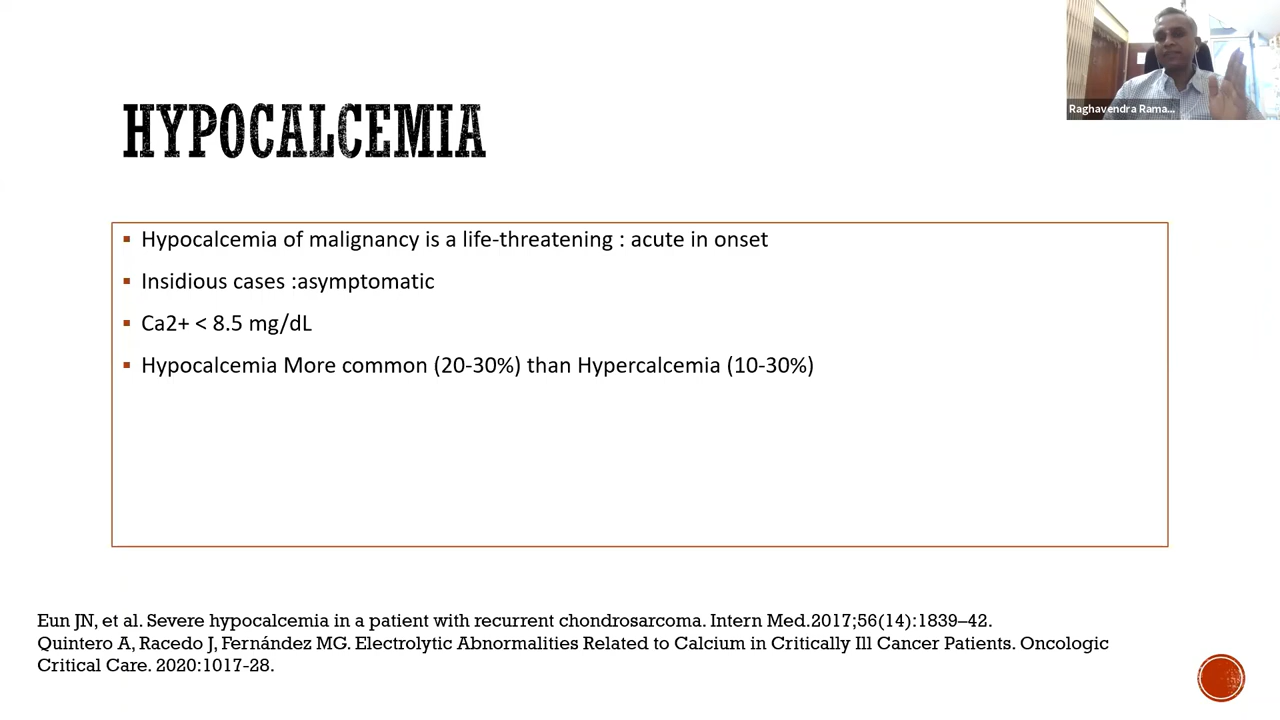 Raghavendra Rama...
HYPOCALCEMIA
▪ Hypocalcemia of malignancy is a life-threatening : acute in onset
▪ Insidious cases :asymptomatic
▪ Ca2+ < 8.5 mg/dL
▪ Hypocalcemia More common (20-30%) than Hypercalcemia (10-30%)
Eun JN, et al. Severe hypocalcemia in a patient with recurrent chondrosarcoma. Intern Med.2017;56(14):1839–42.
Quintero A, Racedo J, Fernández MG. Electrolytic Abnormalities Related to Calcium in Critically Ill Cancer Patients. Oncologic
Critical Care. 2020:1017-28.